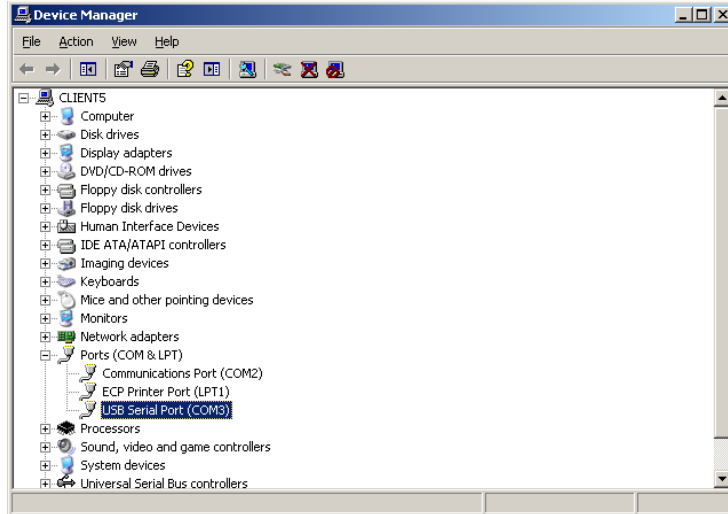 Device Manager
File Action View Help
CLIENT5
Computer
Disk drives
Display adapters
DVD/CD-ROM drives
Floppy disk controllers
Floppy disk drives
Human Interface Devices
IDE ATA/ATAPI controllers
Imaging devices
Keyboards
Mice and other pointing devices
Monitors
Network adapters
Ports (COM & LPT)
Communications Port (COM2)
ECP Printer Port (LPT1)
USB Serial Port (COM3)
Processors
Sound, video and game controllers
System devices
Universal Serial Bus controllers